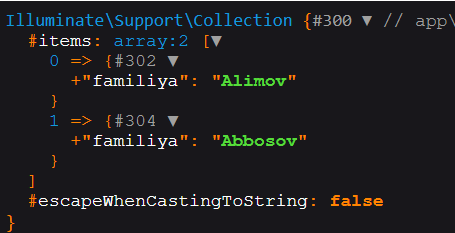 Illuminate\Support\Collection {#300 ▼ // app\
#items: array:2 [▼
0 => {#302 ▼
+"familiya": "Alimov"
}
1 => {#304 ▼
+"familiya": "Abbosov"
}
]
#escapeWhenCastingToString: false
}